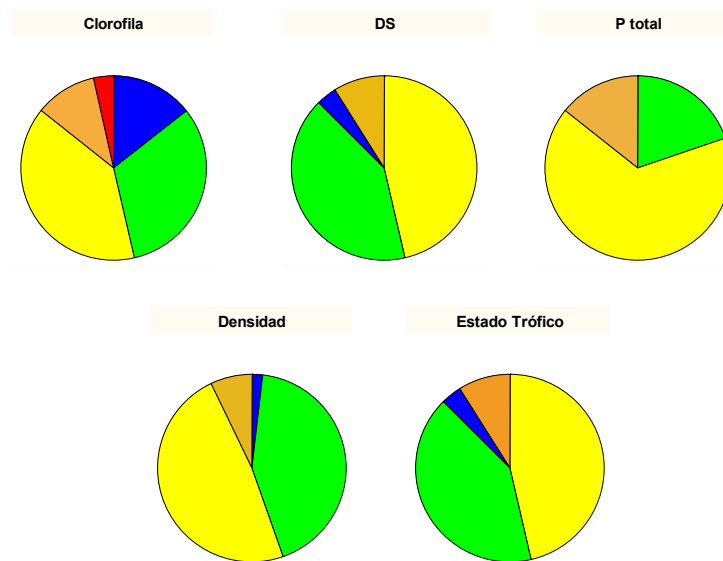 Clorofila
DS
P total
Densidad
Estado Trófico